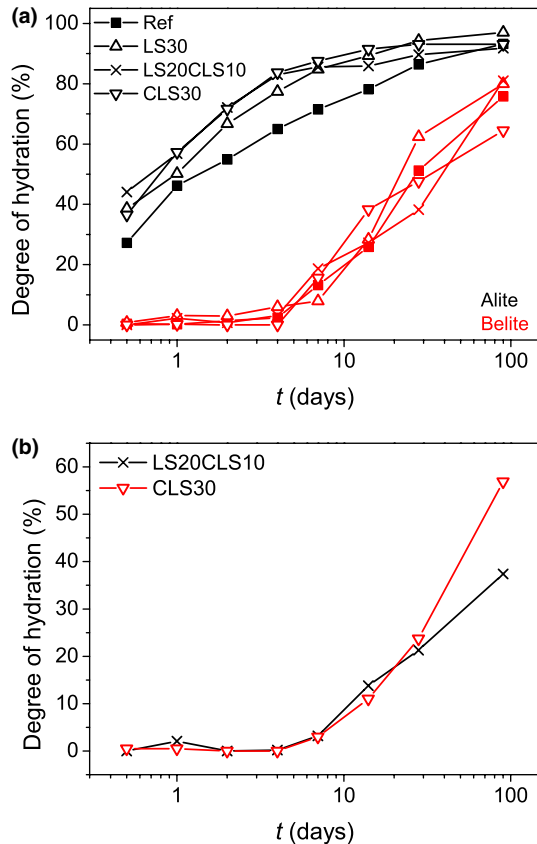 (a)
100
80
60
40
20
0
Degree of hydration (%)
Ref
LS30
LS20CLS10
CLS30
Alite
Belite
1
10
100
t (days)
(b)
60
50
40
30
20
10
0
Degree of hydration (%)
LS20CLS10
CLS30
1
10
100
t (days)